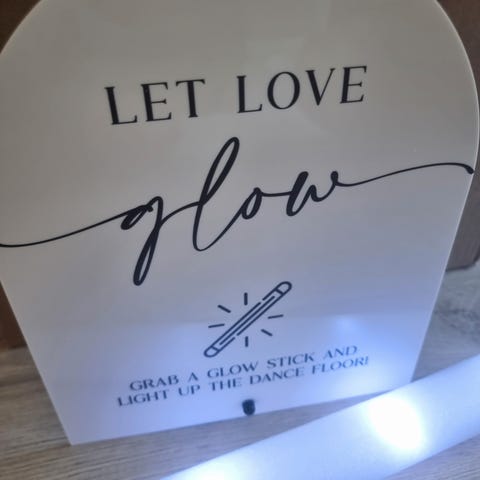 LET LOVE
glow
GRAB A GLOW STICK AND
LIGHT UP THE DANCE FLOOR!